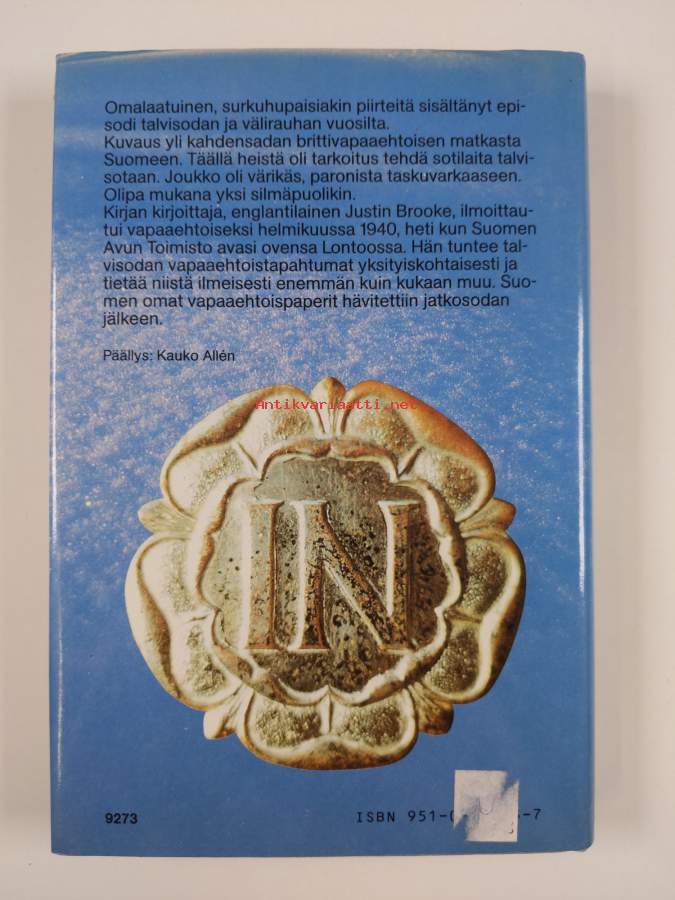 Omalaatuinen, surkuhupaisiakin piirteitä sisältänyt epi-
sodi talvisodan ja välirauhan vuosilta.
Kuvaus yli kahdensadan brittivapaaehtoisen matkasta
Suomeen. Täällä heistä oli tarkoitus tehdä sotilaita talvi-
sotaan. Joukko oli värikäs, paronista taskuvarkaaseen.
Olipa mukana yksi silmäpuolikin.
Kirjan kirjoittaja, englantilainen Justin Brooke, ilmoittau-
tui vapaaehtoiseksi helmikuussa 1940, heti kun Suomen
Avun Toimisto avasi ovensa Lontoossa. Hän tuntee tal-
visodan vapaaehtoistapahtumat yksityiskohtaisesti ja
tietää niistä ilmeisesti enemmän kuin kukaan muu. Suo-
men omat vapaaehtoispaperit hävitettiin jatkosodan
jälkeen.
Päällys: Kauko Allén
Antikvariaatti.net
IN
9273
ISBN 951-